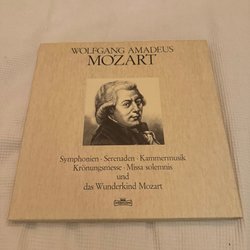 WOLFGANG AMADEUS
MOZART
Symphonien · Serenaden · Kammermusik
Krönungsmesse · Missa solemnis
und
das Wunderkind Mozart